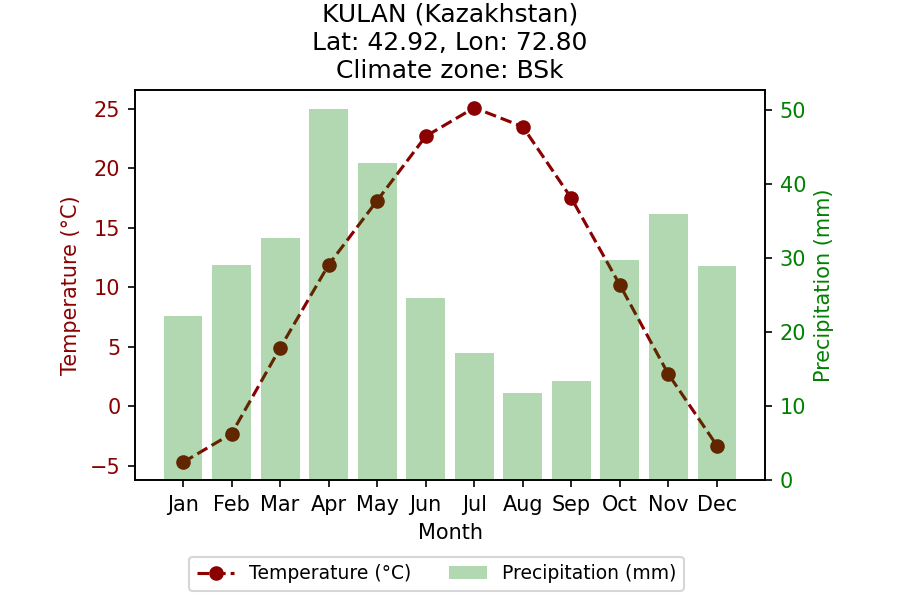 KULAN (Kazakhstan)
Lat: 42.92, Lon: 72.80
Climate zone: BSk
Temperature (°C)
25
20
15
10
5
0
−5
50
40
30
20
10
0
Precipitation (mm)
Jan Feb Mar Apr May Jun Jul Aug Sep Oct Nov Dec
Month
Temperature (°C) Precipitation (mm)